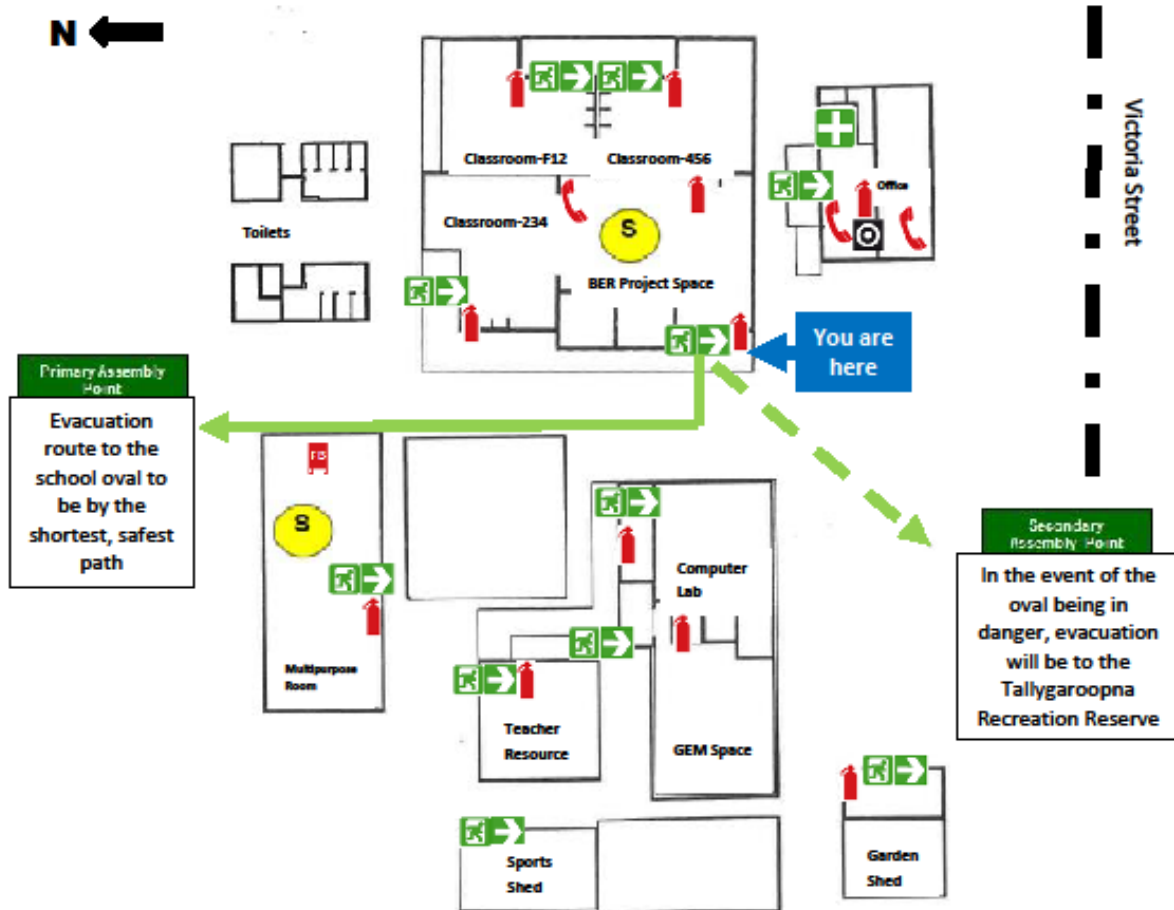 N
Victoria Street
Classroom-F12
Classroom-456
Office
Classroom-234
S
Toilets
BER Project Space
You are
here
Primary Assembly
Point
Evacuation
route to the
school oval to
be by the
shortest, safest
path
S
Secondary
Assembly Point
In the event of the
oval being in
danger, evacuation
will be to the
Tallygaroopna
Recreation Reserve
Computer
Lab
Multipurpose
Room
Teacher
Resource
GEM Space
Sports
Shed
Garden
Shed